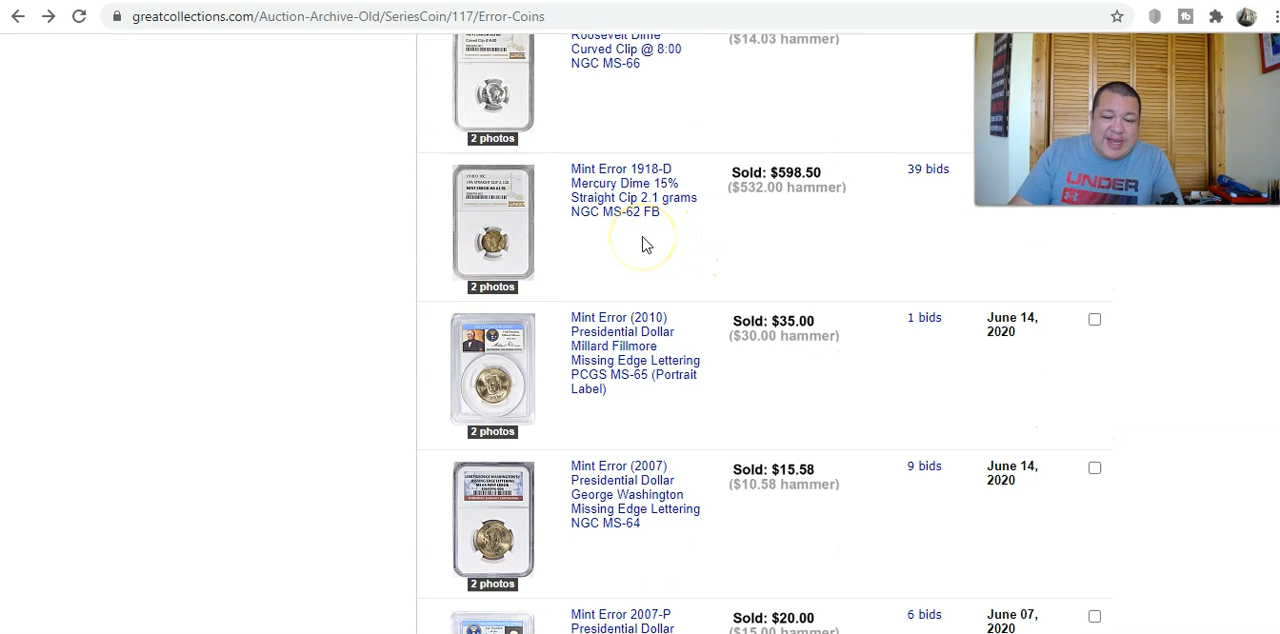 greatcollections.com/Auction-Archive-Old/SeriesCoin/117/Error-Coins
Roosevelt Dime
Curved Clip @ 8:00
NGC MS-66
($14.03 hammer)
2 photos
Mint Error 1918-D
Mercury Dime 15%
Straight Cip 2.1 grams
NGC MS-62 FB
Sold: $598.50
($532.00 hammer)
39 bids
2 photos
Mint Error (2010)
Presidential Dollar
Millard Fillmore
Missing Edge Lettering
PCGS MS-65 (Portrait
Label)
Sold: $35.00
($30.00 hammer)
1 bids
June 14,
2020
2 photos
Mint Error (2007)
Presidential Dollar
George Washington
Missing Edge Lettering
NGC MS-64
Sold: $15.58
($10.58 hammer)
9 bids
June 14,
2020
2 photos
Mint Error 2007-P
Presidential Dollar
Sold: $20.00
($15.00 hammer)
6 bids
June 07,
2020
UNDER